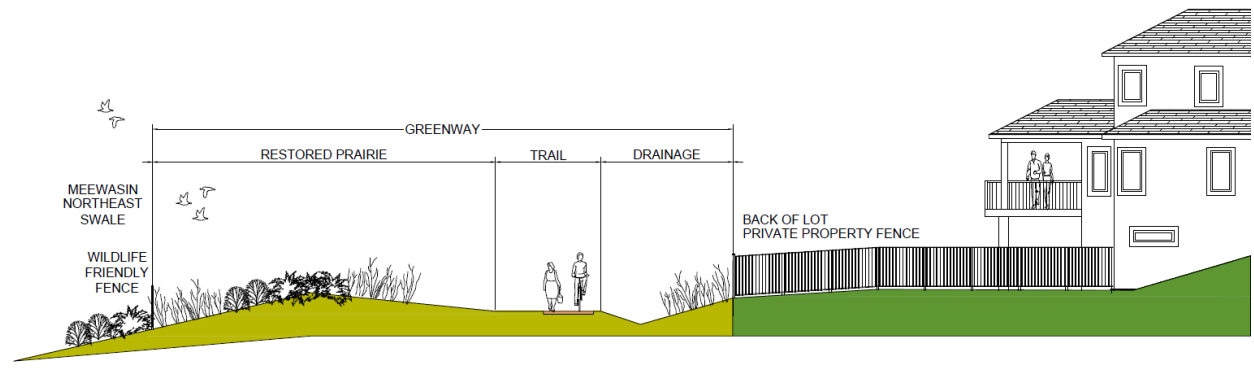 GREENWAY
RESTORED PRAIRIE
TRAIL
DRAINAGE
MEEWASIN
NORTHEAST
SWALE
BACK OF LOT
PRIVATE PROPERTY FENCE
WILDLIFE
FRIENDLY
FENCE